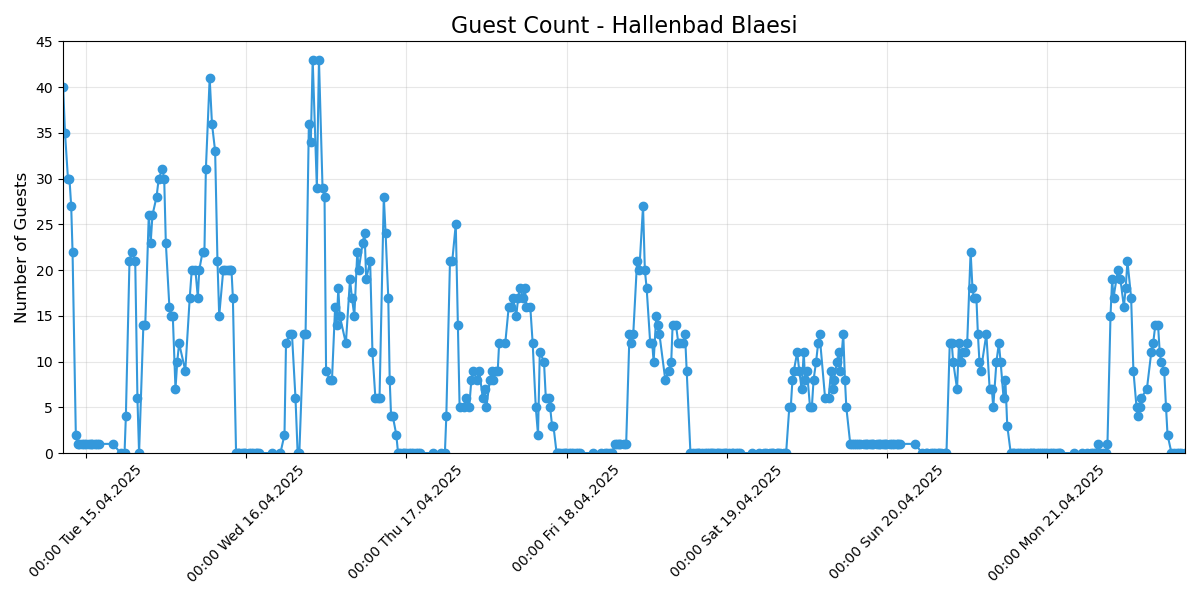 Guest Count - Hallenbad Blaesi
Number of Guests
45
40
35
30
25
20
15
10
5
0
00:00 Tue 15.04.2025
00:00 Wed 16.04.2025
00:00 Thu 17.04.2025
00:00 Fri 18.04.2025
00:00 Sat 19.04.2025
00:00 Sun 20.04.2025
00:00 Mon 21.04.2025